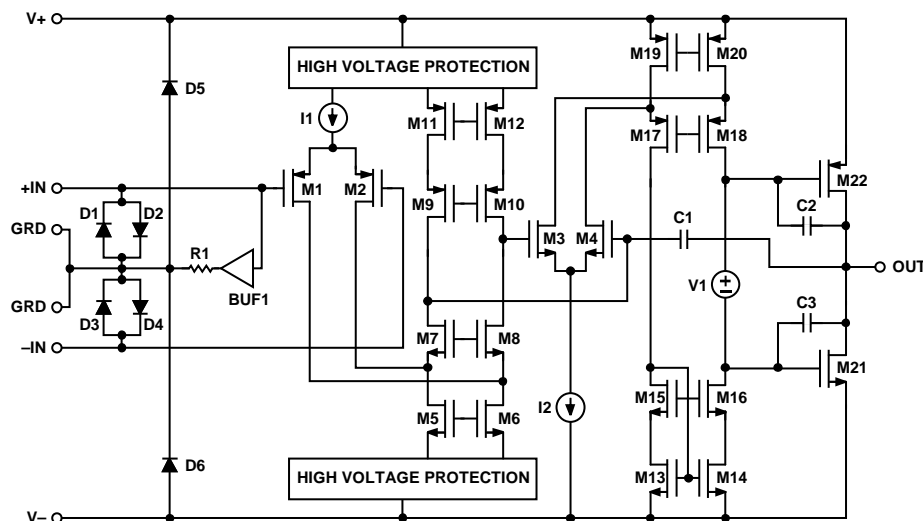 V+
M19
M20
HIGH VOLTAGE PROTECTION
D5
I1
M11
M12
M17
M18
+IN
M1
M2
M9
M10
M22
D1
D2
C1
C2
GRD
M3
M4
R1
OUT
BUF1
V1
GRD
D3
D4
C3
M7
M8
–IN
M21
M15
M16
M5
M6
I2
D6
HIGH VOLTAGE PROTECTION
M13
M14
V–